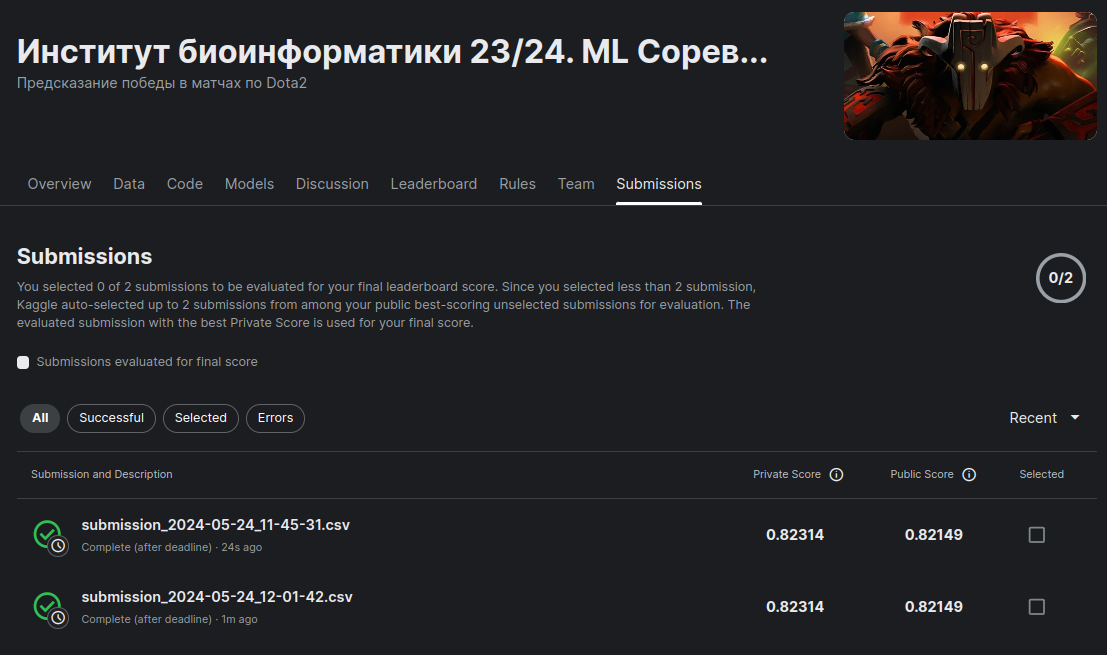 Институт биоинформатики 23/24. ML Сорев...
Предсказание победы в матчах по Dota2
Overview Data Code Models Discussion Leaderboard Rules Team Submissions
Submissions
0/2
You selected 0 of 2 submissions to be evaluated for your final leaderboard score. Since you selected less than 2 submission,
Kaggle auto-selected up to 2 submissions from among your public best-scoring unselected submissions for evaluation. The
evaluated submission with the best Private Score is used for your final score.
Submissions evaluated for final score
All Successful Selected Errors Recent
Submission and Description Private Score Public Score Selected
submission_2024-05-24_11-45-31.csv
Complete (after deadline) · 24s ago
0.82314 0.82149
submission_2024-05-24_12-01-42.csv
Complete (after deadline) · 1m ago
0.82314 0.82149